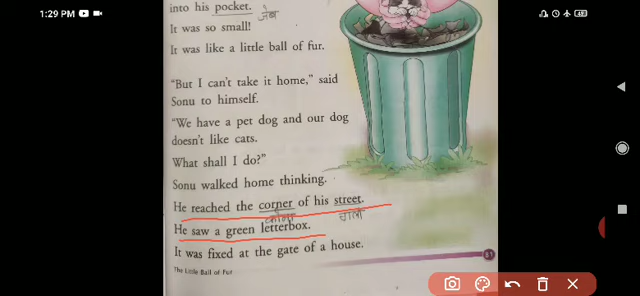 1:29 PM
into his pocket.
जेब
It was so small!
It was like a little ball of fur.
"But I can't take it home," said
Sonu to himself.
"We have a pet dog and our dog
doesn't like cats.
What shall I do?"
Sonu walked home thinking.
He reached the corner of his street.
कोना
He saw a green letterbox.
It was fixed at the gate of a house.
The Little Ball of Fur
81